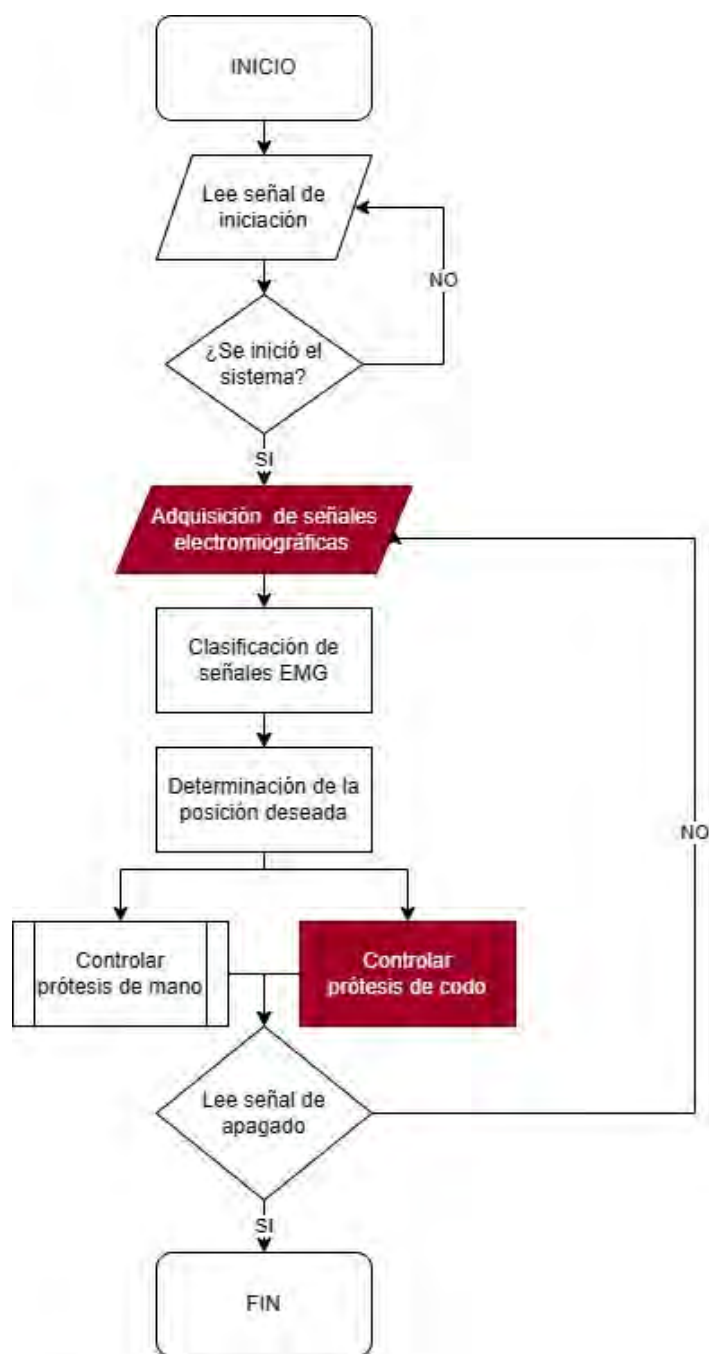 INICIO
Lee señal de
iniciación
NO
¿Se inició el
sistema?
SI
Adquisición de señales
electromiográficas
Clasificación de
señales EMG
Determinación de la
posición deseada
NO
Controlar
prótesis de mano
Controlar
prótesis de codo
Lee señal de
apagado
SI
FIN